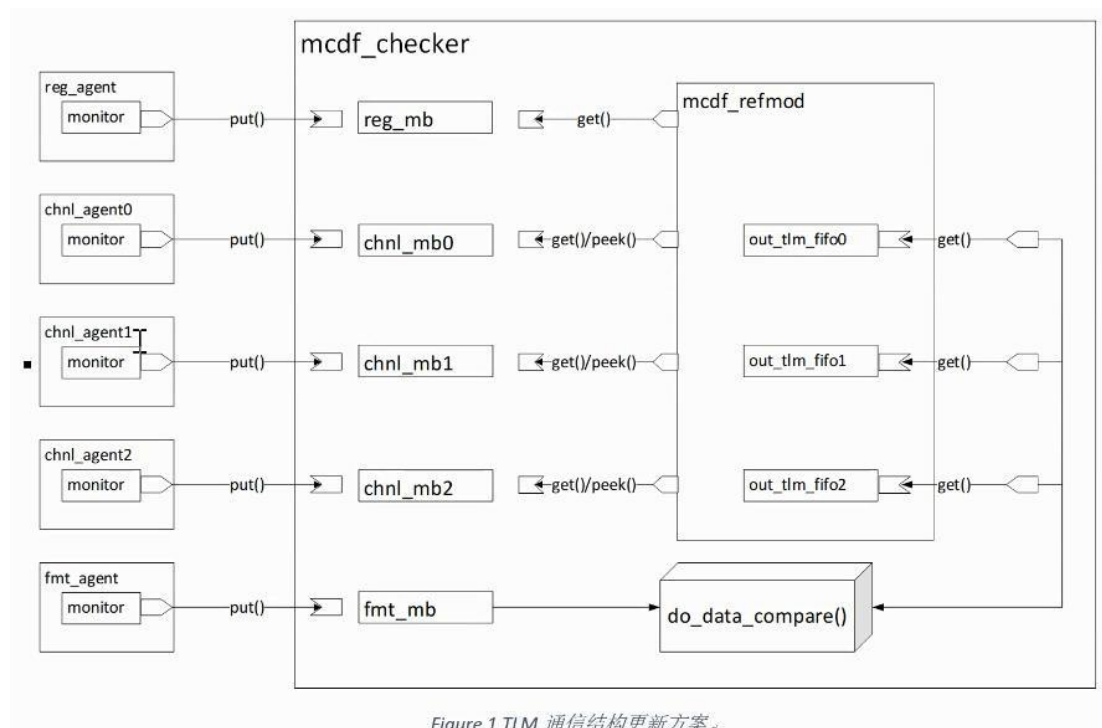 mcdf_checker
reg_agent
monitor
put()
reg_mb
get()
mcdf_refmod
chnl_agent0
monitor
put()
chnl_mb0
get()/peek()
out_tlm_fifo0
get()
chnl_agent1
monitor
put()
chnl_mb1
get()/peek()
out_tlm_fifo1
get()
chnl_agent2
monitor
put()
chnl_mb2
get()/peek()
out_tlm_fifo2
get()
fmt_agent
monitor
put()
fmt_mb
do_data_compare()
Figure 1 TLM 通信结构更新方案